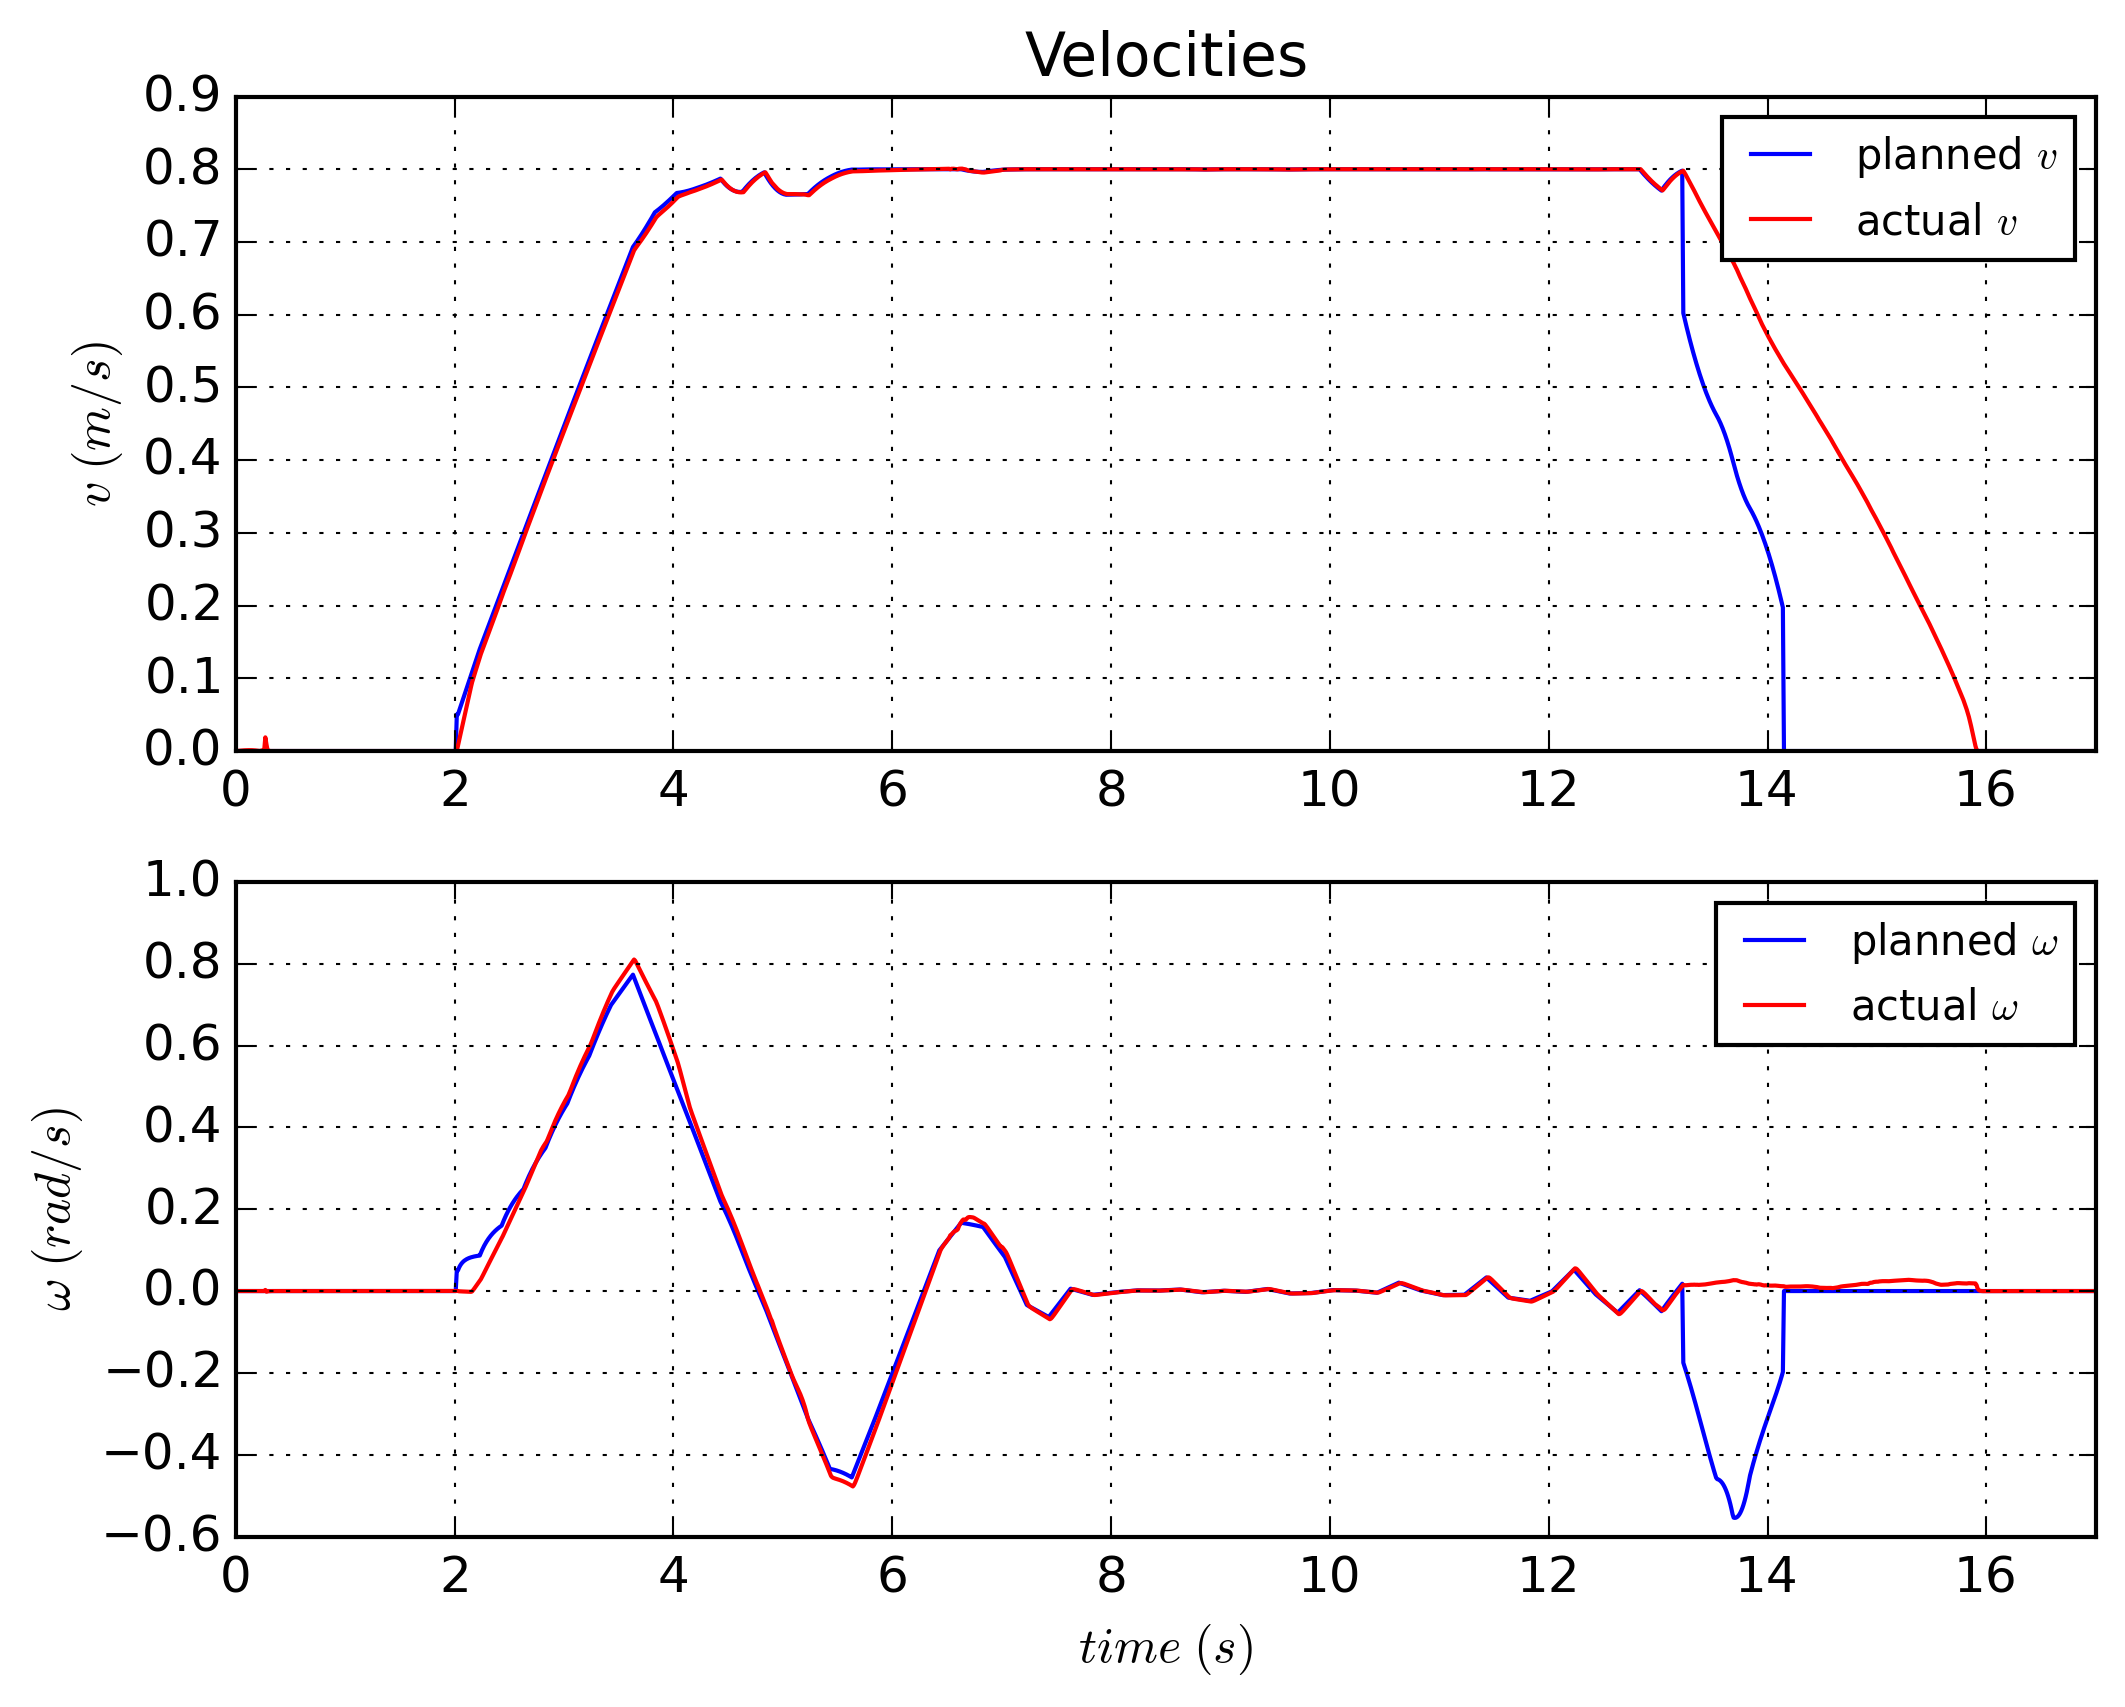 Velocities
0.9
0.8
0.7
0.6
0.5
0.4
0.3
0.2
0.1
0.0
v (m/s)
planned v
actual v
0 2 4 6 8 10 12 14 16
1.0
0.8
0.6
0.4
0.2
0.0
−0.2
−0.4
−0.6
ω (rad/s)
planned ω
actual ω
0 2 4 6 8 10 12 14 16
time (s)